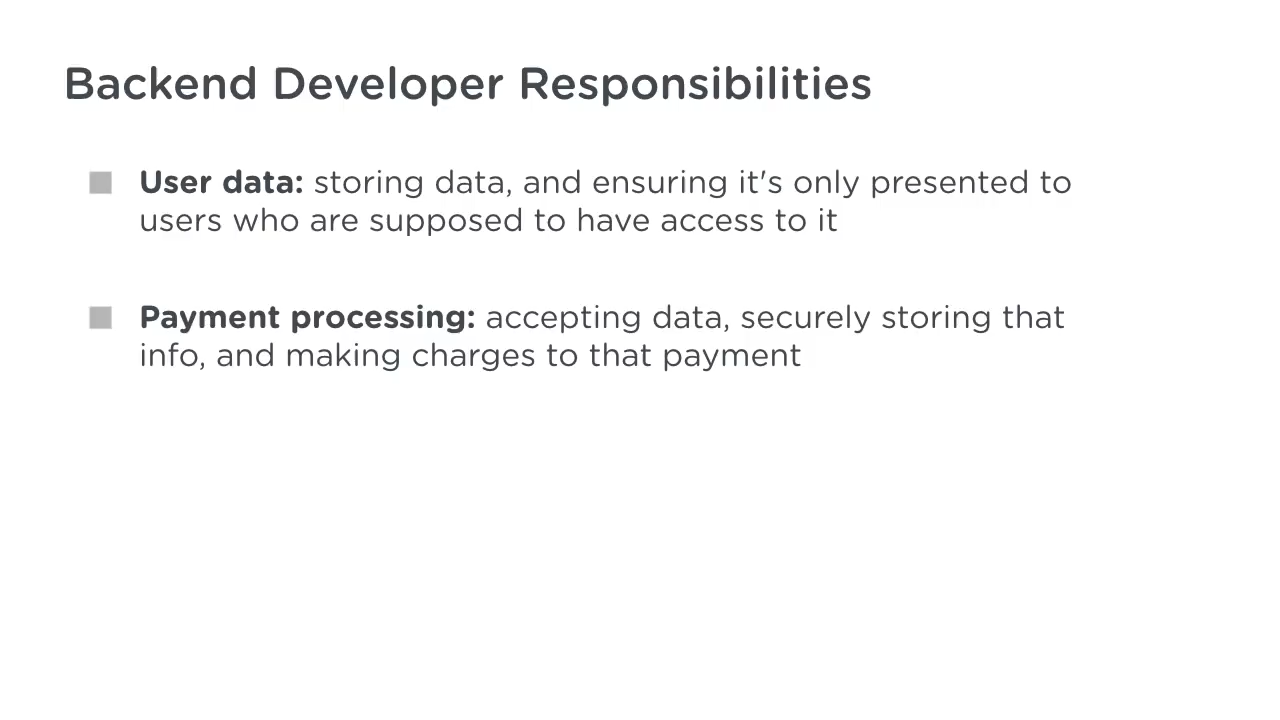 Backend Developer Responsibilities
User data: storing data, and ensuring it's only presented to
users who are supposed to have access to it
Payment processing: accepting data, securely storing that
info, and making charges to that payment